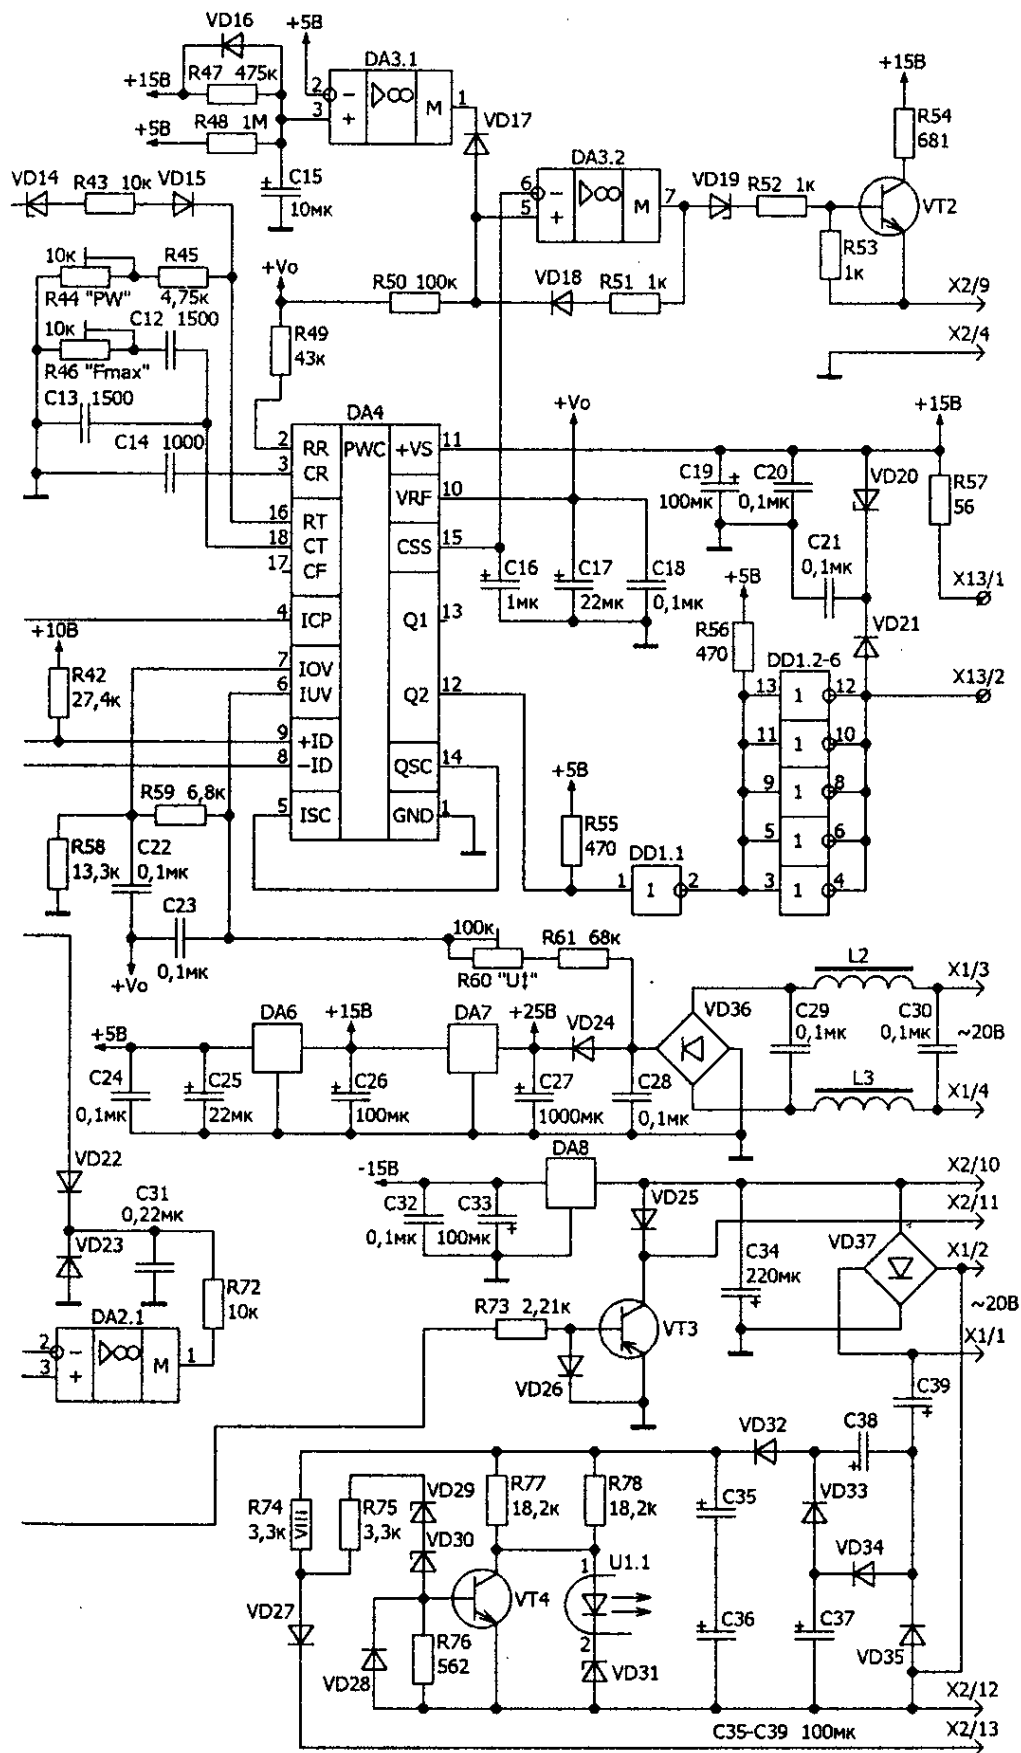 VD16
+5В
DA3.1
+15В
R47 475к
2
−
▷∞
M
1
3
+
+5В
R48 1М
VD17
C15
10мк
+15В
R54
681
DA3.2
6
−
▷∞
M
7
5
+
VD19
R52 1к
VT2
R53
1к
VD14
R43 10к
VD15
10к
R45
R44 "PW"
4,75к
+Vo
R50 100к
VD18
R51 1к
X2/9
C12 1500
10к
R46 "Fmax"
R49
43к
X2/4
C13 1500
C14 1000
DA4
+Vo
+15В
2
RR
PWC
+VS
11
3
CR
VRF
10
16
RT
CSS
15
18
CT
17
CF
4
ICP
Q1
13
7
IOV
6
IUV
Q2
12
9
+ID
8
−ID
QSC
14
5
ISC
GND
1
C19
100мк
C20
0,1мк
VD20
R57
56
C21
0,1мк
X13/1
C16
1мк
C17
22мк
C18
0,1мк
+5В
R56
470
VD21
DD1.2-6
X13/2
13
1
12
11
1
10
9
1
8
5
1
6
3
1
4
+10В
R42
27,4к
R59 6,8к
R58
13,3к
C22
0,1мк
+5В
R55
470
DD1.1
1
1
2
C23
0,1мк
+Vo
100к
R60 "U↕"
R61 68к
L2
X1/3
+5В
DA6
+15В
DA7
+25В
VD24
VD36
C29
0,1мк
C30
0,1мк
~20В
C24
0,1мк
C25
22мк
C26
100мк
C27
1000мк
C28
0,1мк
L3
X1/4
DA8
-15В
X2/10
VD22
C31
0,22мк
C32
0,1мк
C33
100мк
VD25
X2/11
VD23
C34
220мк
VD37
X1/2
R72
10к
DA2.1
R73 2,21к
VT3
~20В
2
−
▷∞
M
1
3
+
VD26
X1/1
C39
VD32
C38
R74
3,3к
VIII
R75
3,3к
VD29
R77
18,2к
R78
18,2к
C35
VD33
VD30
VD34
U1.1
1
VT4
VD27
C36
C37
R76
562
2
VD28
VD31
VD35
X2/12
C35-C39 100мк
X2/13